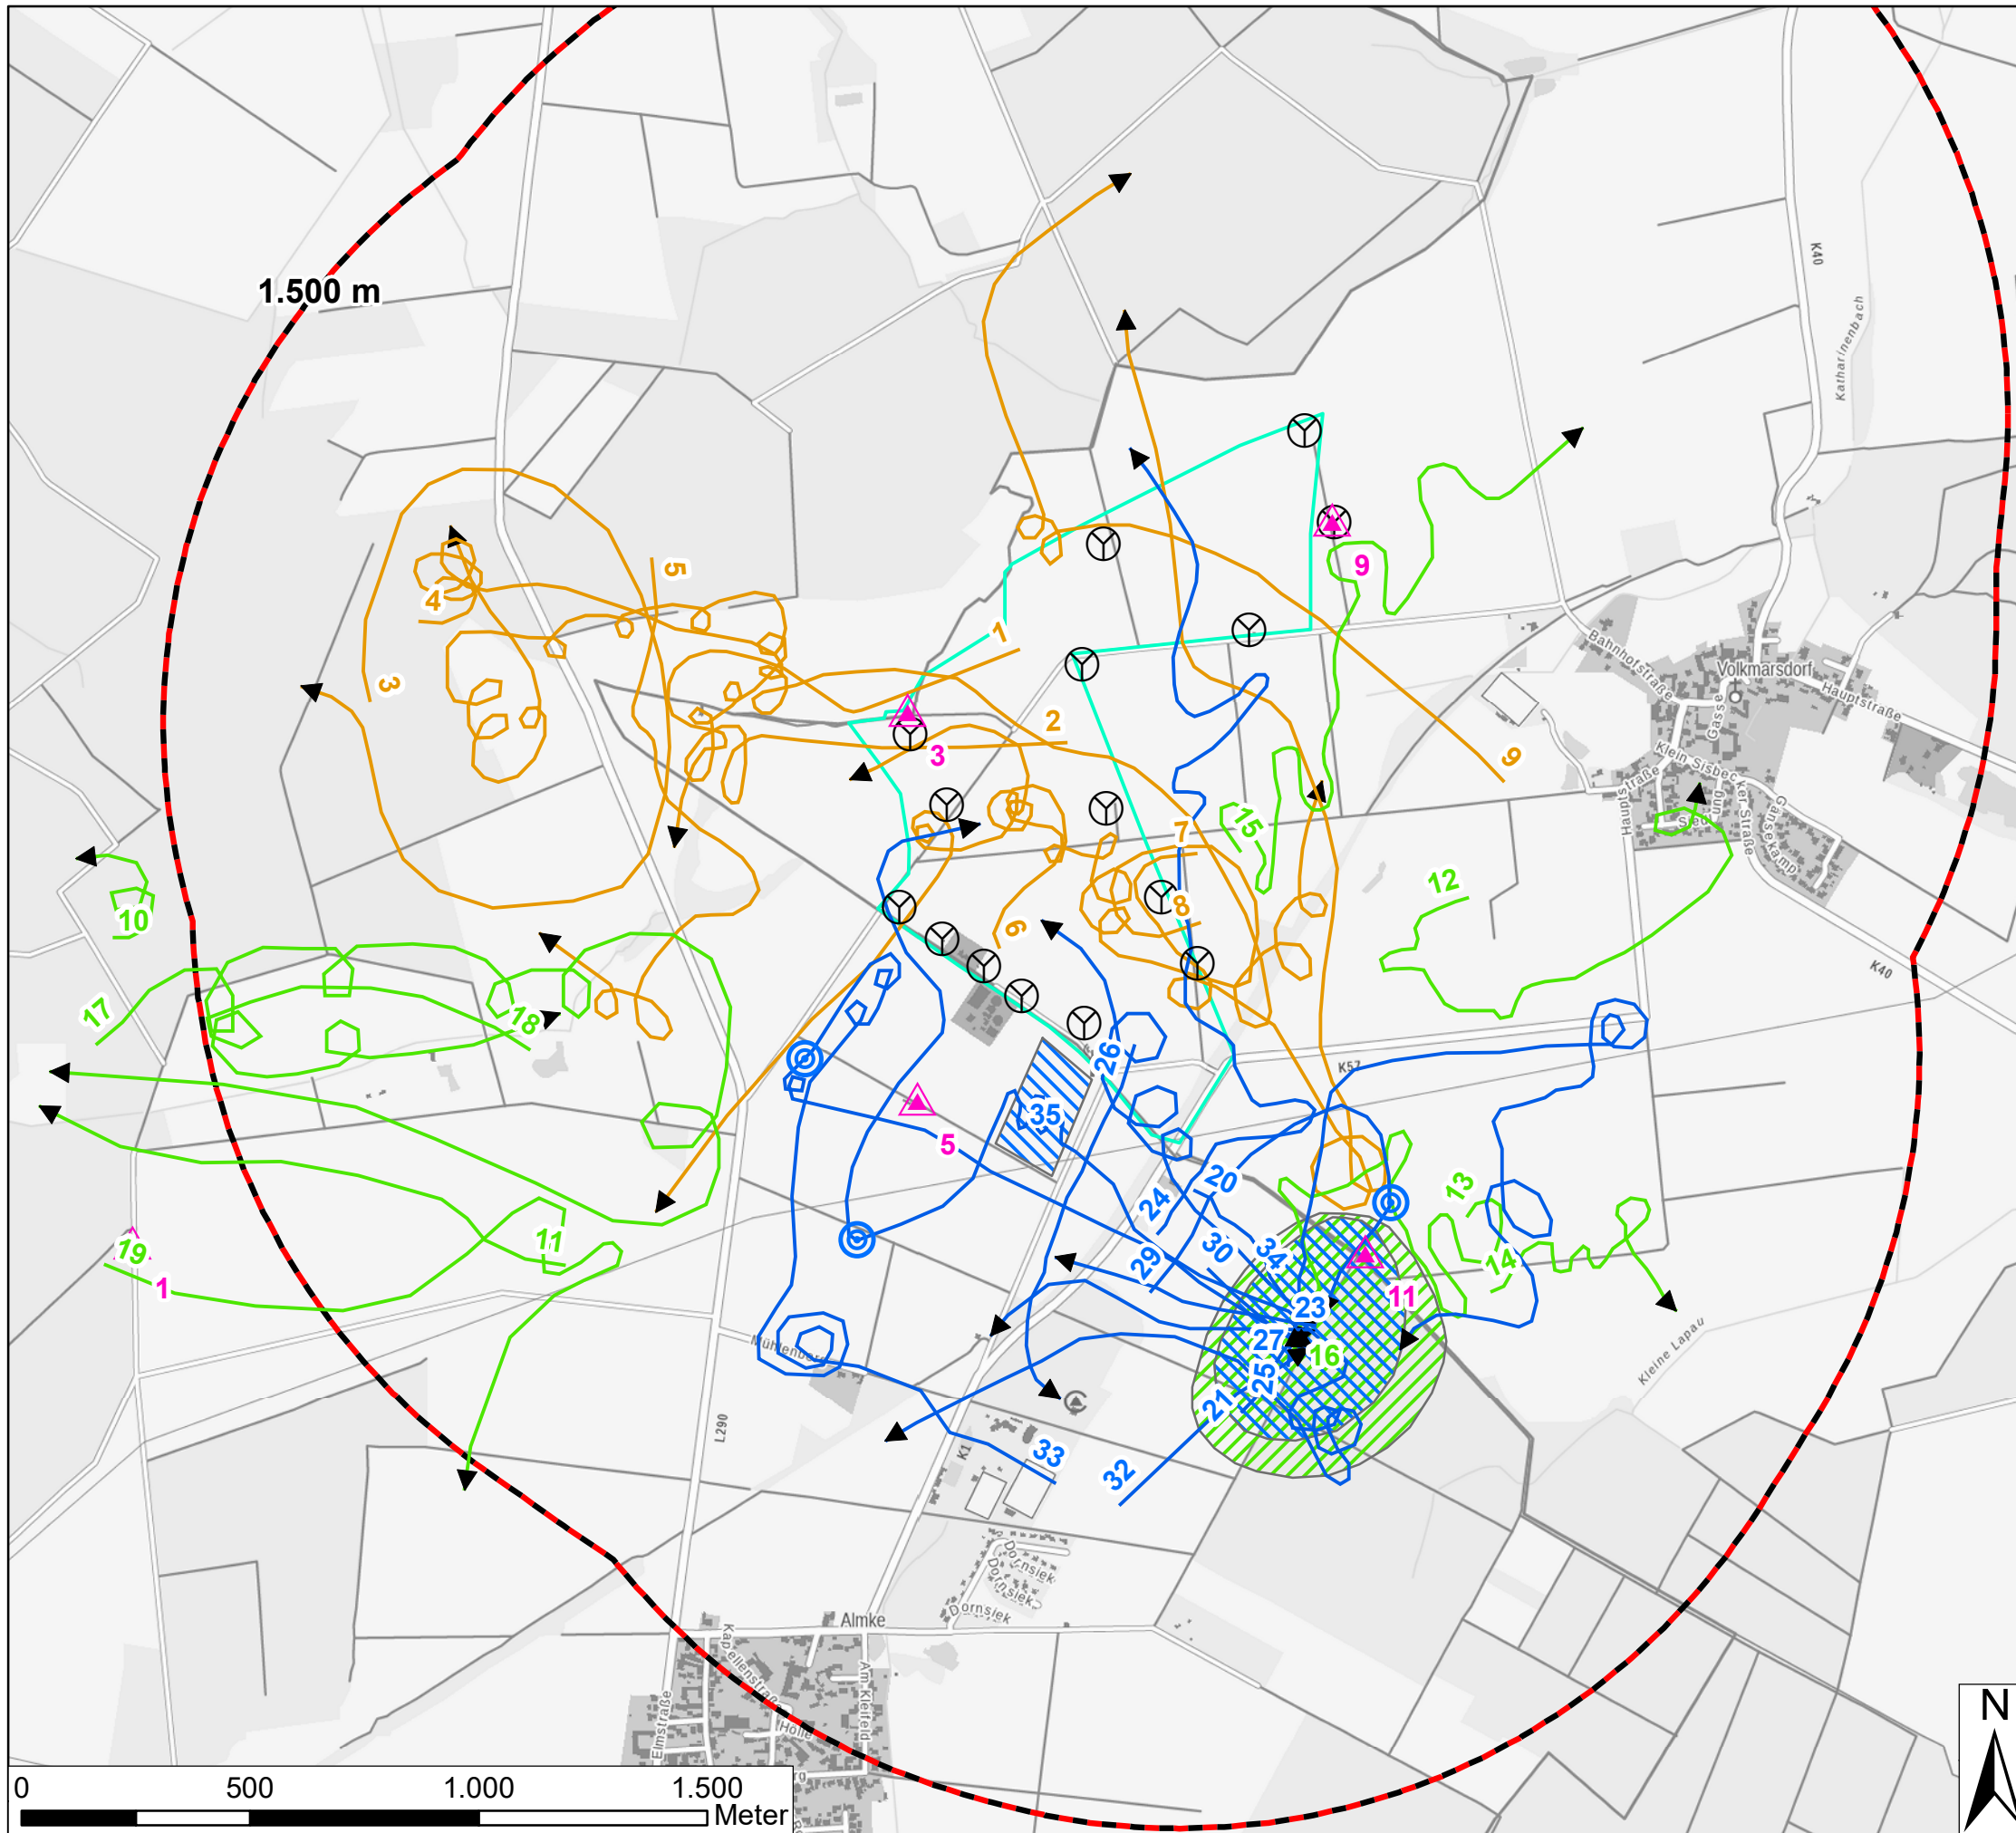 1.500 m
K40
Katharinenbach
5
4
1
3
9
Bahnhofstraße
Volkmarsdorf
Hauptstraße
Gasse
2
3
9
Klein Sisbecker Straße
Hauptstraße
Siedlung
Gänsekamp
7
15
8
12
10
6
K40
17
18
26
K57
35
5
20
13
24
19
11
1
29
30
34
14
11
23
27
16
25
21
Mühlenberg
Kleine Lapau
L290
K1
33
32
Dornsiek
Dornsiek
Dornsiek
Almke
Kapellenstraße
Am Kleifeld
Elmstraße
Hölle
N
0 500 1.000 1.500
Meter